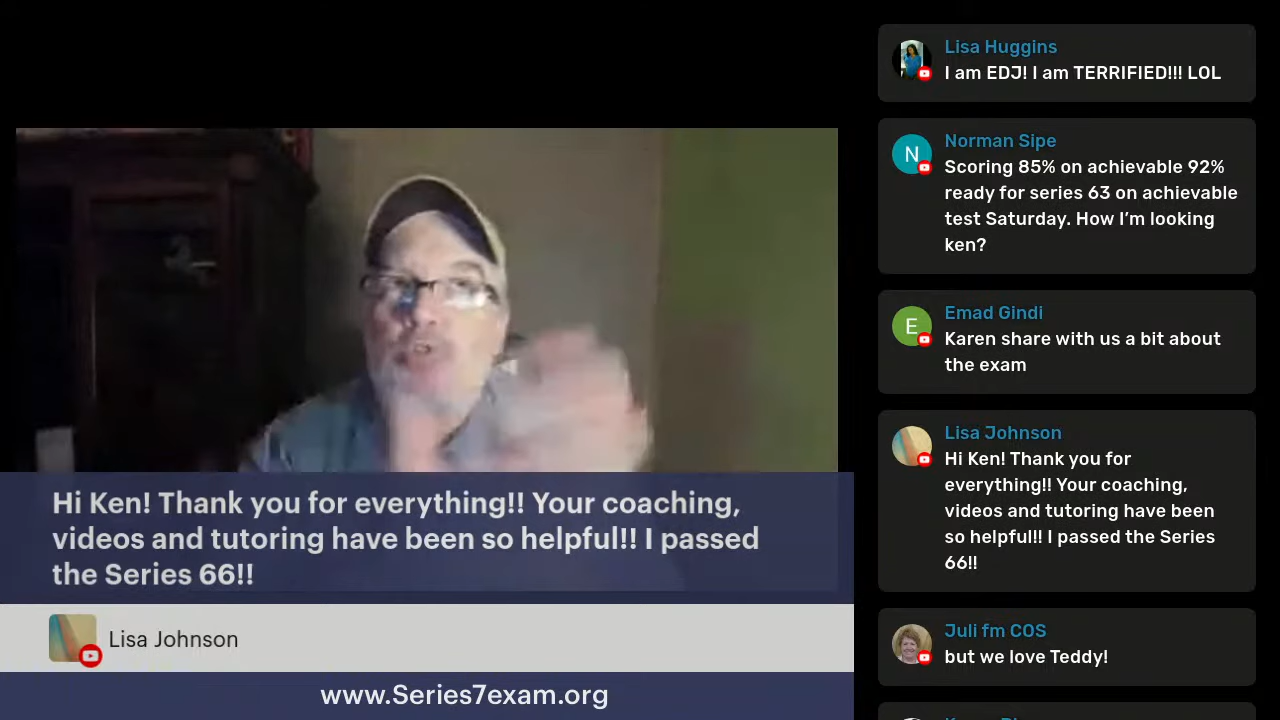 Hi Ken! Thank you for everything!! Your coaching,
videos and tutoring have been so helpful!! I passed
the Series 66!!
Lisa Johnson
www.Series7exam.org
Lisa Huggins
I am EDJ! I am TERRIFIED!!! LOL
N
Norman Sipe
Scoring 85% on achievable 92%
ready for series 63 on achievable
test Saturday. How I’m looking
ken?
E
Emad Gindi
Karen share with us a bit about
the exam
Lisa Johnson
Hi Ken! Thank you for
everything!! Your coaching,
videos and tutoring have been
so helpful!! I passed the Series
66!!
Juli fm COS
but we love Teddy!